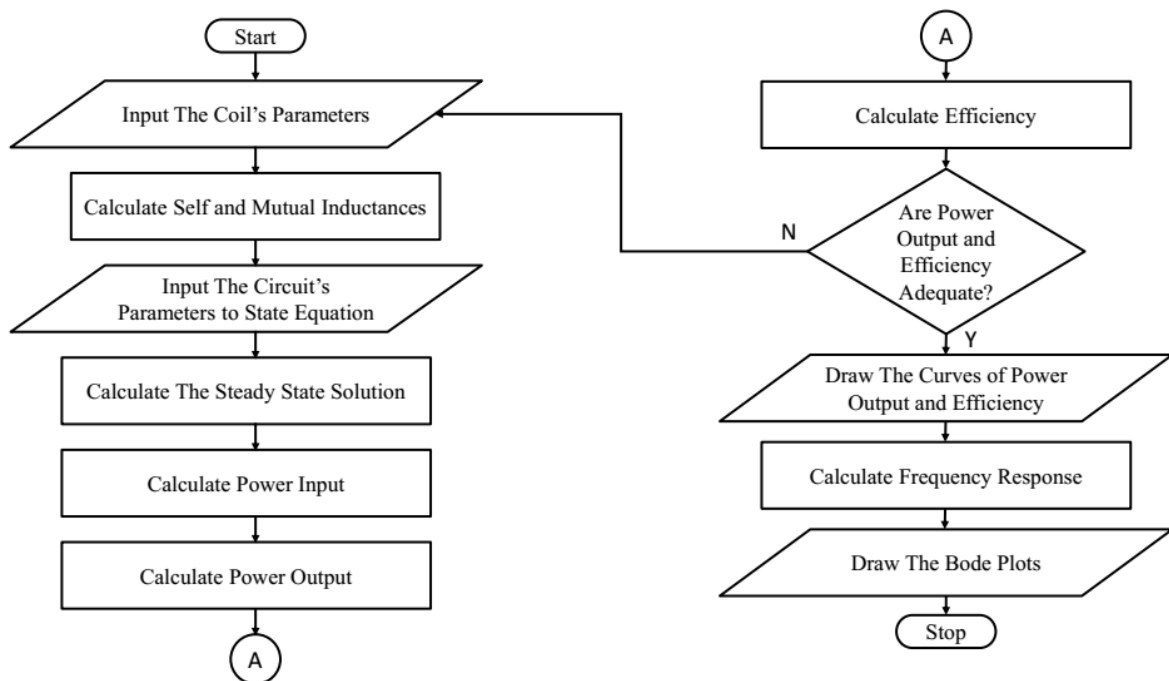 Start
Input The Coil's Parameters
Calculate Self and Mutual Inductances
Input The Circuit's
Parameters to State Equation
Calculate The Steady State Solution
Calculate Power Input
Calculate Power Output
A
A
Calculate Efficiency
Are Power
Output and
Efficiency
Adequate?
N
Y
Draw The Curves of Power
Output and Efficiency
Calculate Frequency Response
Draw The Bode Plots
Stop